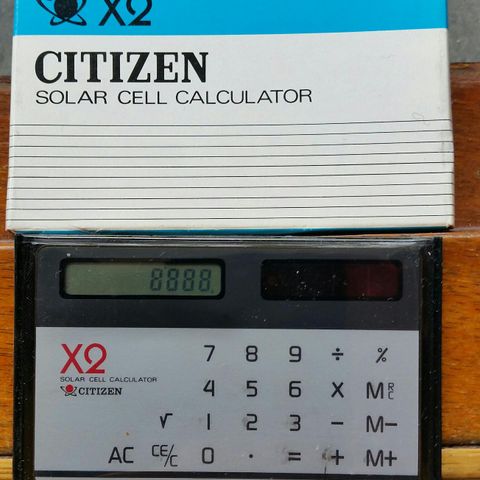 X2
CITIZEN
SOLAR CELL CALCULATOR
8888.
X2
SOLAR CELL CALCULATOR
CITIZEN
7 8 9 ÷ %
4 5 6 X M RC
√ 1 2 3 − M−
AC CE/C 0 · = + M+